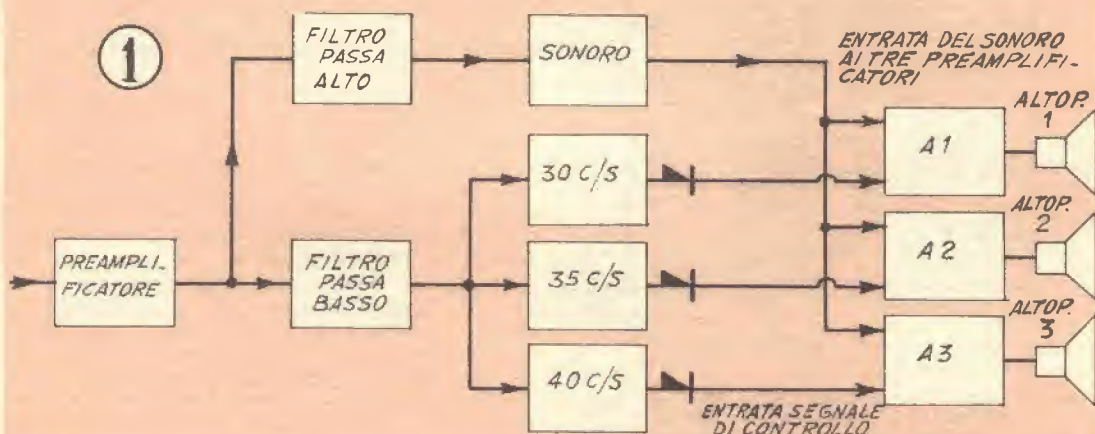 1
FILTRO
PASSA
ALTO
SONORO
ENTRATA DEL SONORO
AI TRE PREAMPLIFI-
CATORI
ALTOP.
1
A1
30 C/S
ALTOP.
2
A2
PREAMPLI-
FICATORE
FILTRO
PASSA
BASSO
35 C/S
ALTOP.
3
A3
40 C/S
ENTRATA SEGNALE
DI CONTROLLO